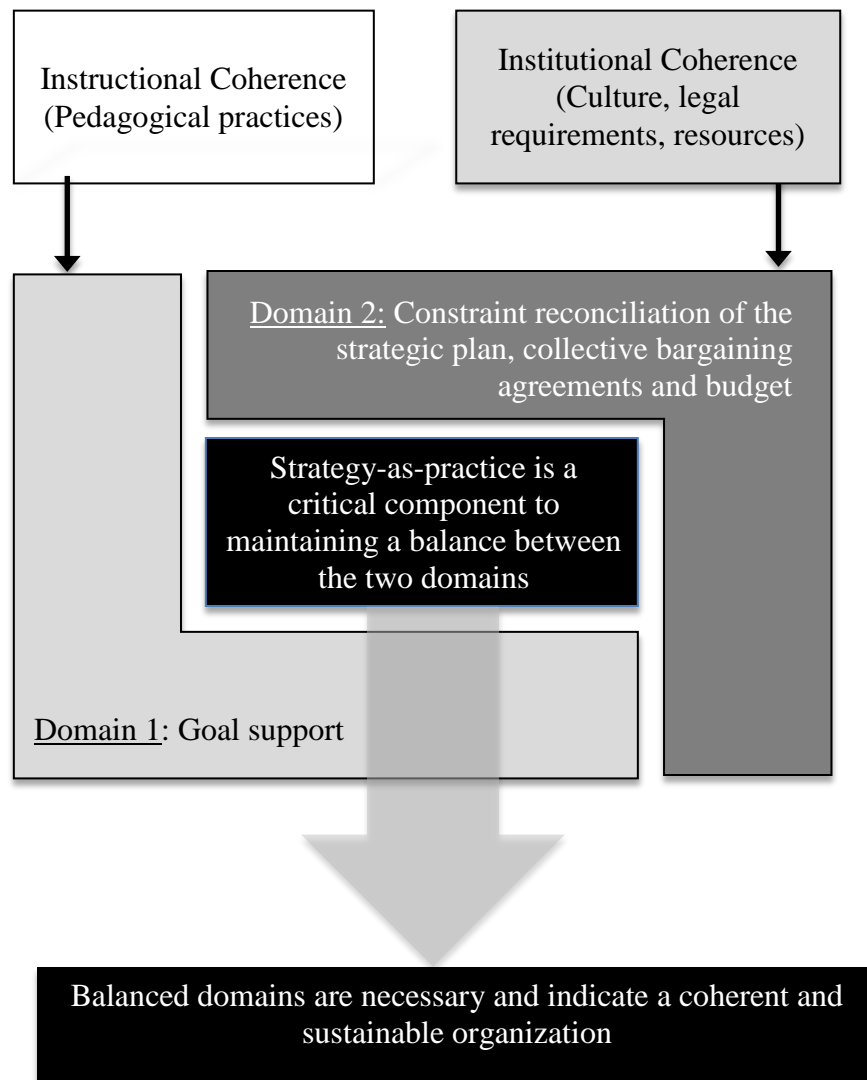 Instructional Coherence
(Pedagogical practices)
Institutional Coherence
(Culture, legal
requirements, resources)
Domain 2: Constraint reconciliation of the
strategic plan, collective bargaining
agreements and budget
Strategy-as-practice is a
critical component to
maintaining a balance between
the two domains
Domain 1: Goal support
Balanced domains are necessary and indicate a coherent and
sustainable organization